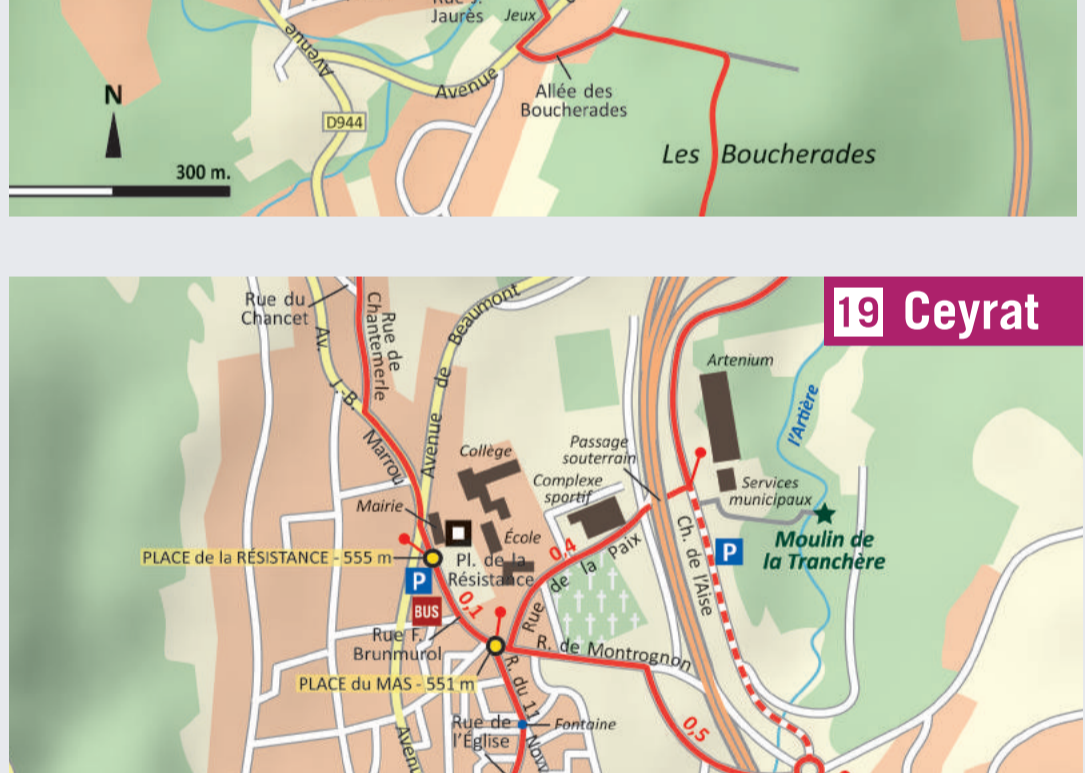 Rue J.
Jaurès
Jeux
Avenue
Avenue
D944
Allée des
Boucherades
Les Boucherades
N
300 m.
19 Ceyrat
Rue du
Chancet
Rue de
Chantemerle
Av.
J.-B.
Marrou
Avenue de Beaumont
Artenium
l'Artière
Collège
Passage
souterrain
Complexe
sportif
Services
municipaux
Mairie
École
0,4
Rue de la Paix
Ch. de l'Aise
P
Moulin de
la Tranchère
PLACE de la RÉSISTANCE - 555 m
Pl. de la
Résistance
P
BUS
0,1
Rue F.
Brunmurol
R. de Montrognon
PLACE du MAS - 551 m
R. du 11
Rue de
l'Église
Fontaine
0,5